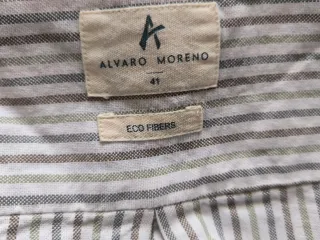 ALVARO MORENO
41
ECO FIBERS